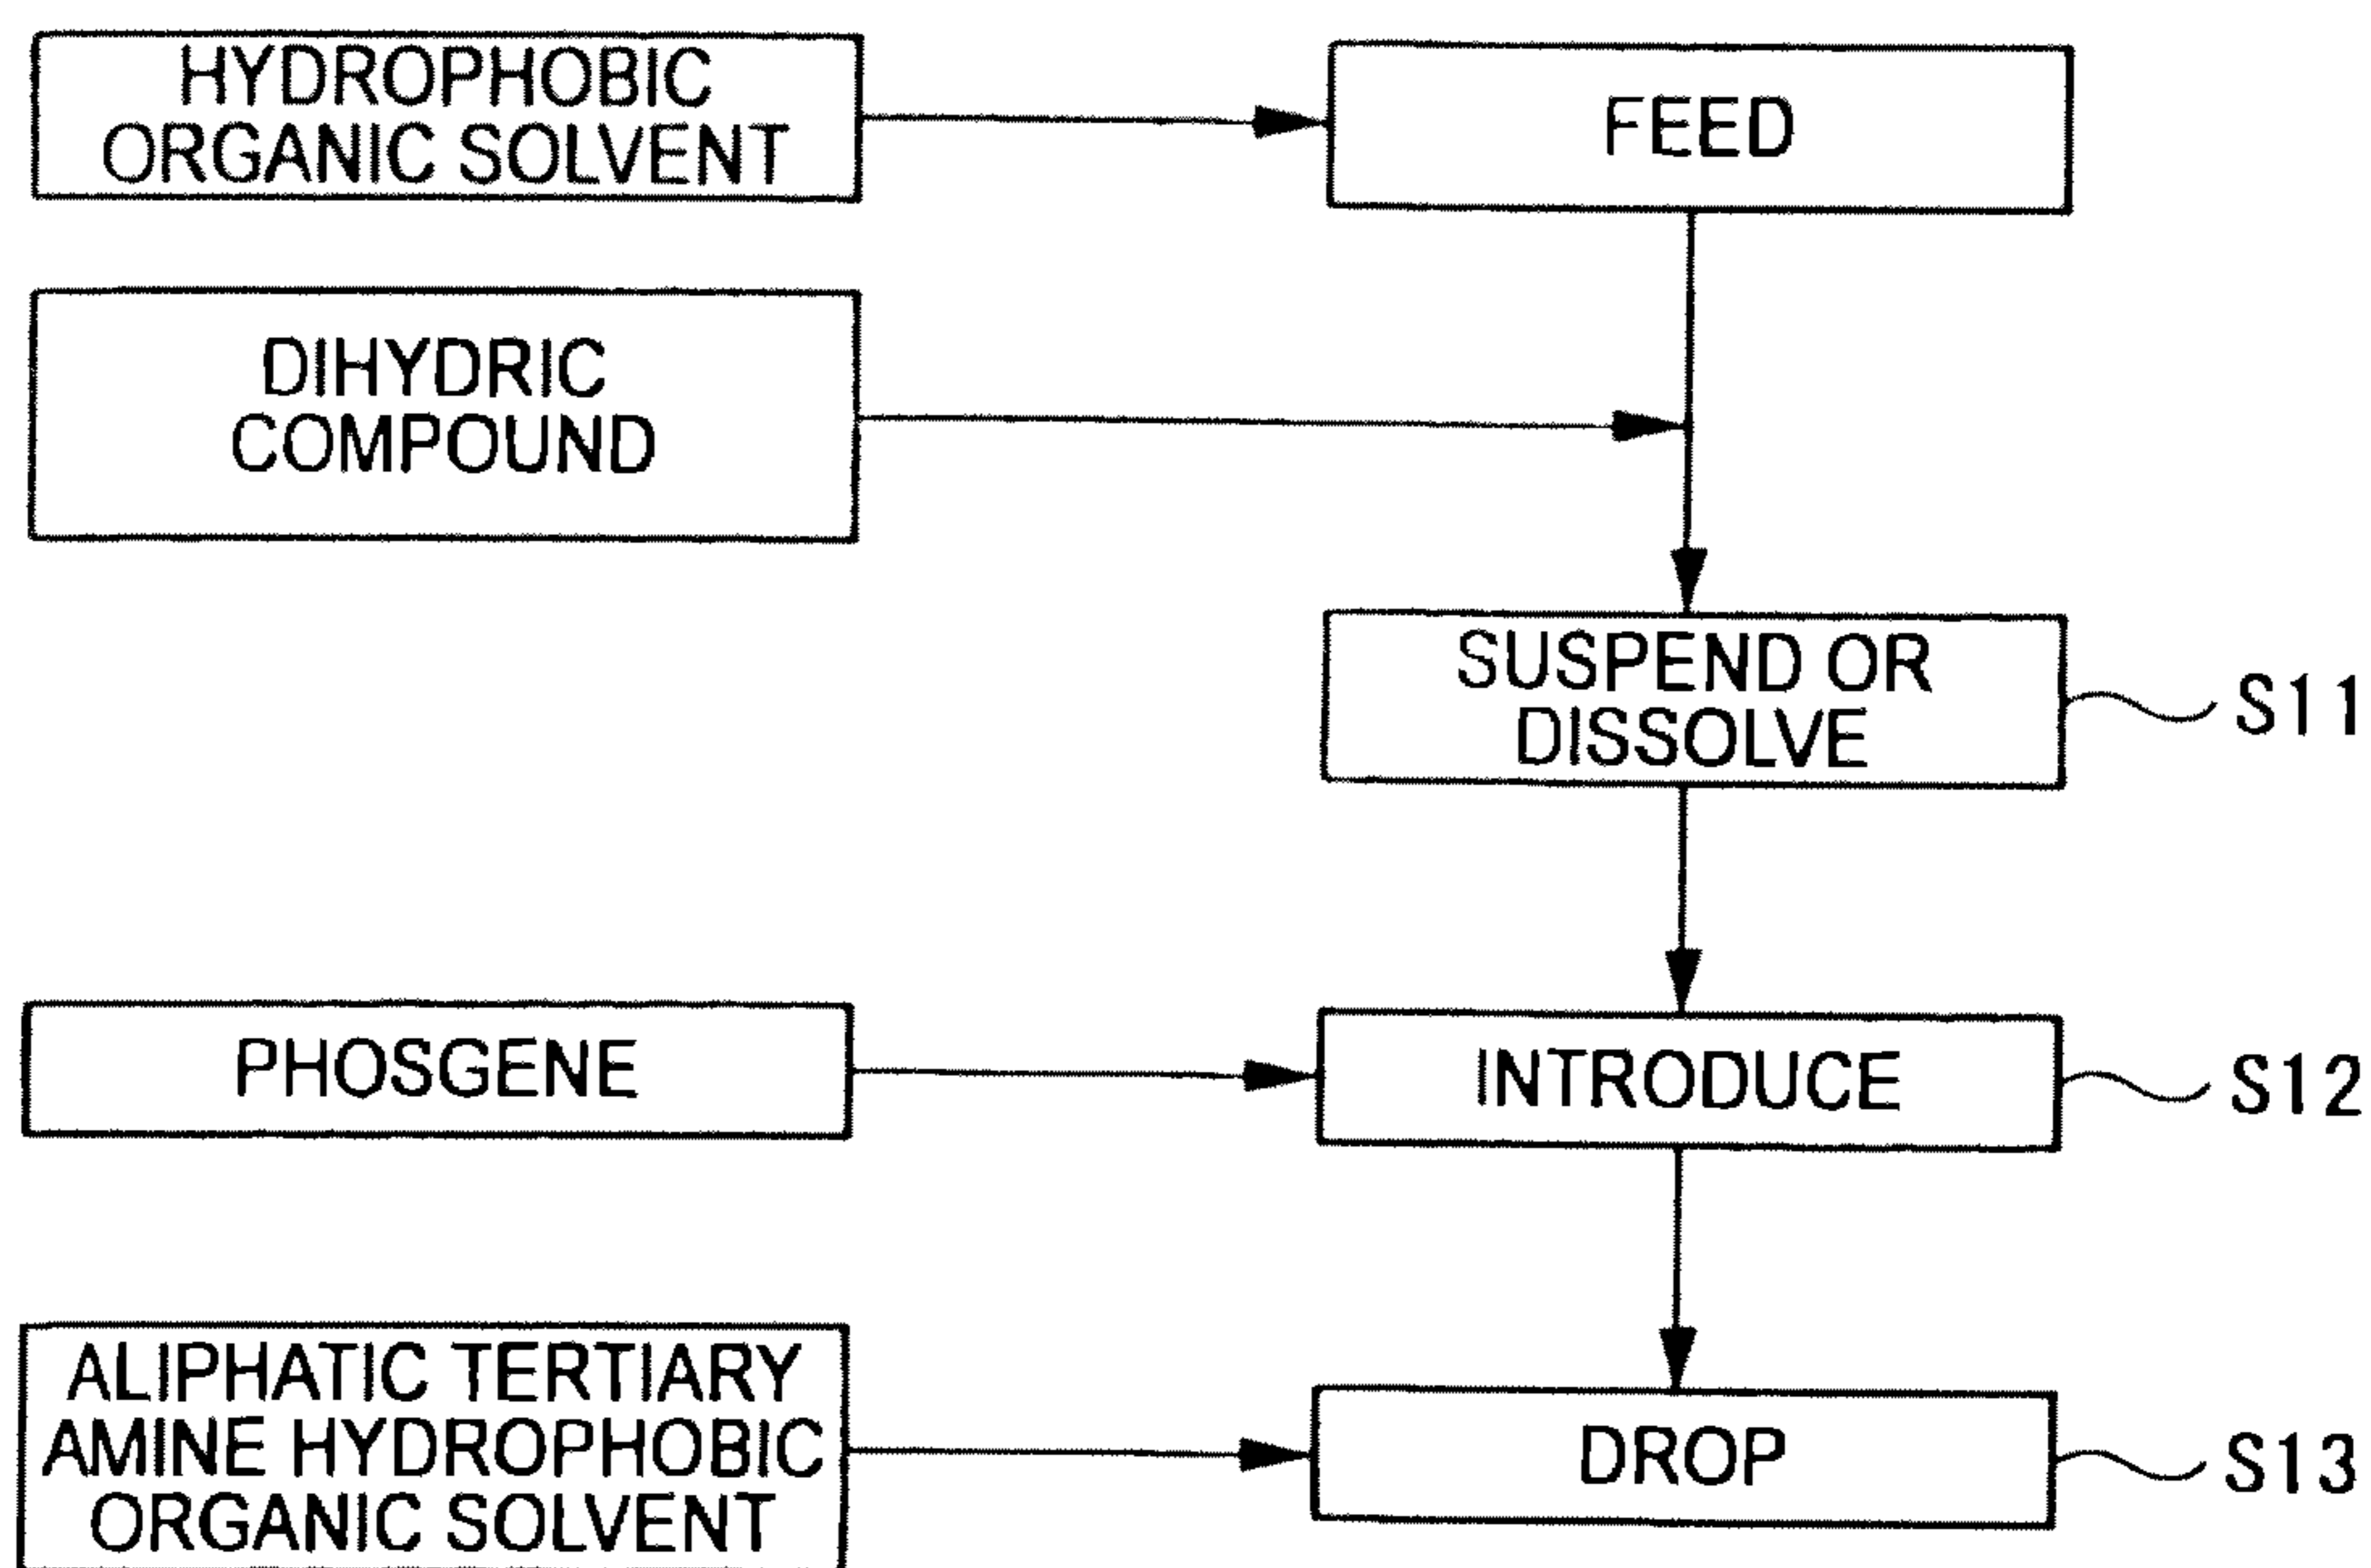 HYDROPHOBIC
ORGANIC SOLVENT
FEED
DIHYDRIC
COMPOUND
SUSPEND OR
DISSOLVE
S11
PHOSGENE
INTRODUCE
S12
ALIPHATIC TERTIARY
AMINE HYDROPHOBIC
ORGANIC SOLVENT
DROP
S13